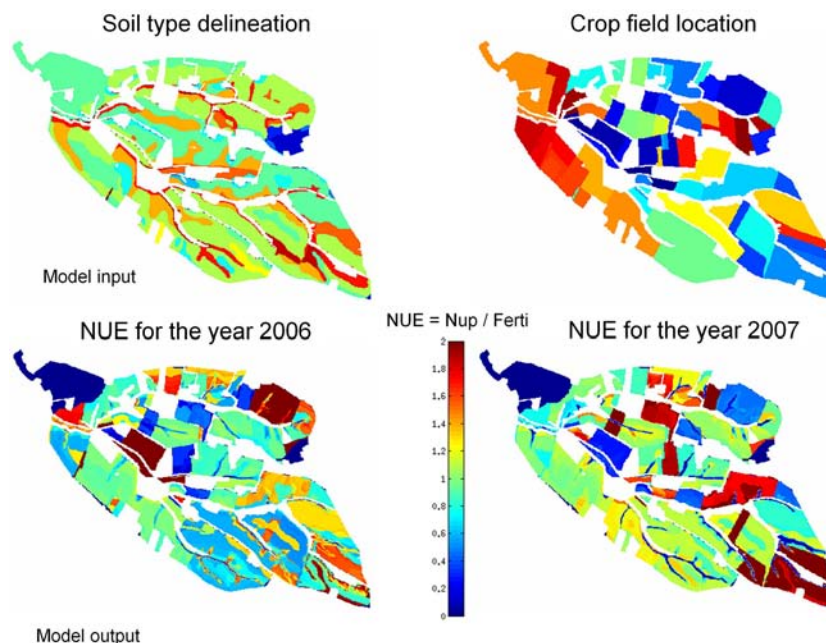 Soil type delineation
Crop field location
Model input
NUE for the year 2006
NUE = Nup / Ferti
NUE for the year 2007
2
1.8
1.6
1.4
1.2
1
0.8
0.6
0.4
0.2
0
Model output